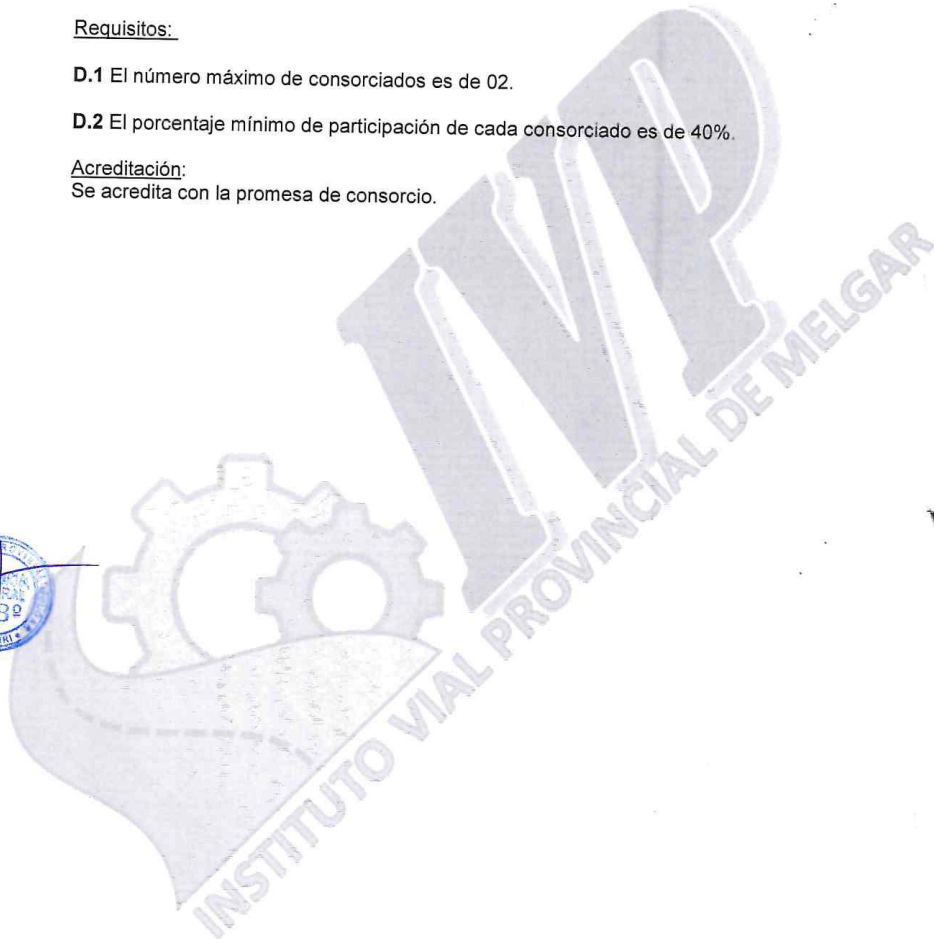 Requisitos:
D.1 El número máximo de consorciados es de 02.
D.2 El porcentaje mínimo de participación de cada consorciado es de 40%.
Acreditación:
Se acredita con la promesa de consorcio.
IVP
INSTITUTO VIAL PROVINCIAL DE MELGAR